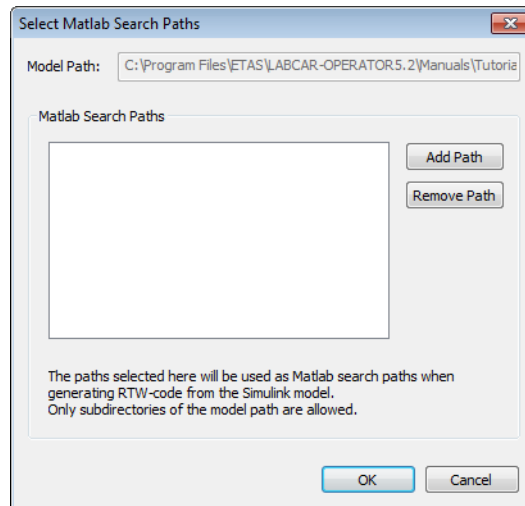 Select Matlab Search Paths
Model Path: C:\Program Files\ETAS\LABCAR-OPERATOR5.2\Manuals\Tutoria
Matlab Search Paths
Add Path
Remove Path
The paths selected here will be used as Matlab search paths when
generating RTW-code from the Simulink model.
Only subdirectories of the model path are allowed.
OK Cancel